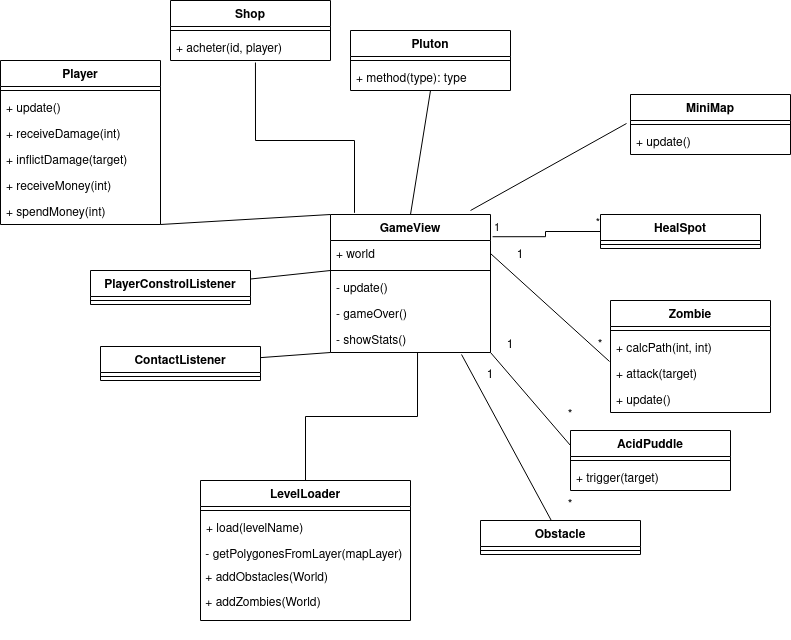 Shop
+ acheter(id, player)
Pluton
+ method(type): type
Player
+ update()
+ receiveDamage(int)
+ inflictDamage(target)
+ receiveMoney(int)
+ spendMoney(int)
MiniMap
+ update()
GameView
+ world
- update()
- gameOver()
- showStats()
1
*
HealSpot
1
*
Zombie
+ calcPath(int, int)
+ attack(target)
+ update()
PlayerConstrolListener
ContactListener
1
*
AcidPuddle
+ trigger(target)
1
*
Obstacle
LevelLoader
+ load(levelName)
- getPolygonesFromLayer(mapLayer)
+ addObstacles(World)
+ addZombies(World)